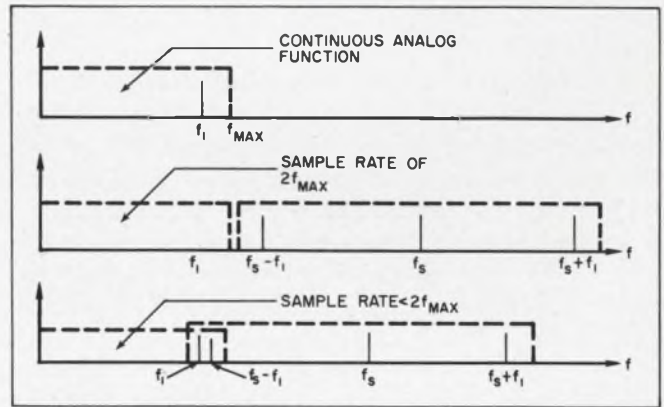 CONTINUOUS ANALOG
FUNCTION
f
f₁ fMAX
SAMPLE RATE OF
2fMAX
f
f₁ fs–f₁ fs fs+f₁
SAMPLE RATE<2fMAX
f
f₁ fs–f₁ fs fs+f₁